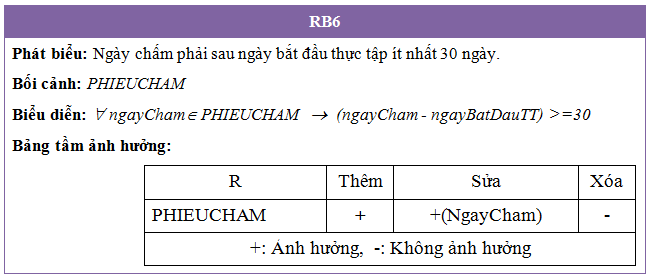 RB6
Phát biểu: Ngày chấm phải sau ngày bắt đầu thực tập ít nhất 30 ngày.
Bối cảnh: PHIEUCHAM
Biểu diễn: ∀ ngayCham ∈ PHIEUCHAM → (ngayCham - ngayBatDauTT) >=30
Bảng tầm ảnh hưởng:
R Thêm Sửa Xóa
PHIEUCHAM + +(NgayCham) -
+: Ảnh hưởng, -: Không ảnh hưởng